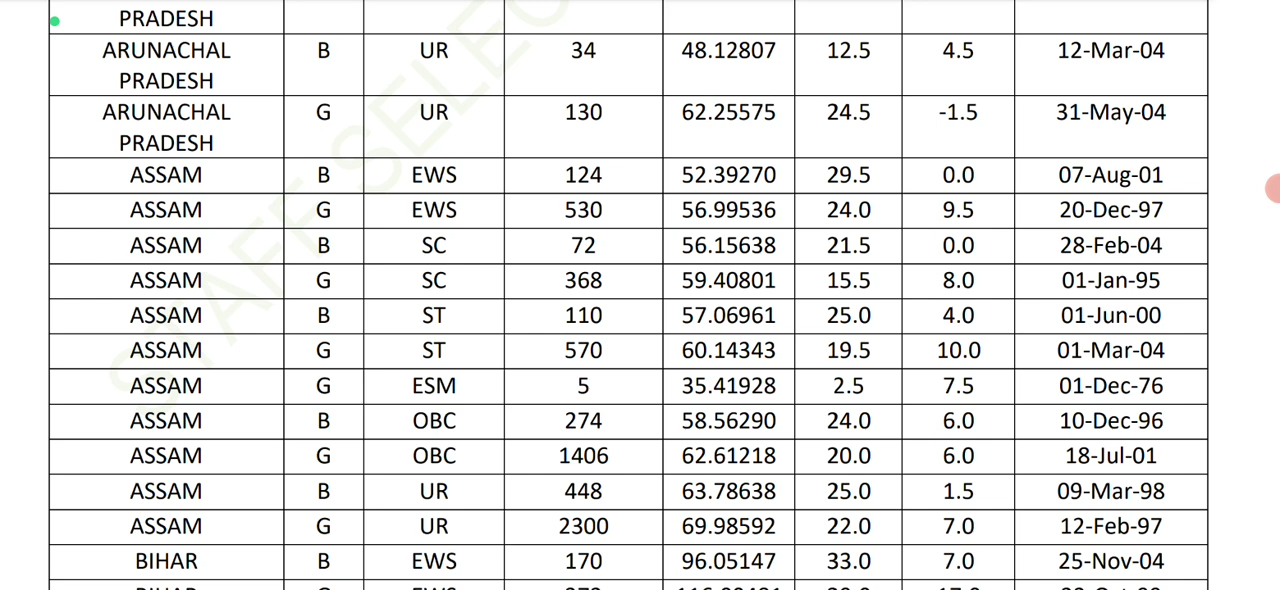 PRADESH
ARUNACHAL PRADESH B UR 34 48.12807 12.5 4.5 12-Mar-04
ARUNACHAL PRADESH G UR 130 62.25575 24.5 -1.5 31-May-04
ASSAM B EWS 124 52.39270 29.5 0.0 07-Aug-01
ASSAM G EWS 530 56.99536 24.0 9.5 20-Dec-97
ASSAM B SC 72 56.15638 21.5 0.0 28-Feb-04
ASSAM G SC 368 59.40801 15.5 8.0 01-Jan-95
ASSAM B ST 110 57.06961 25.0 4.0 01-Jun-00
ASSAM G ST 570 60.14343 19.5 10.0 01-Mar-04
ASSAM G ESM 5 35.41928 2.5 7.5 01-Dec-76
ASSAM B OBC 274 58.56290 24.0 6.0 10-Dec-96
ASSAM G OBC 1406 62.61218 20.0 6.0 18-Jul-01
ASSAM B UR 448 63.78638 25.0 1.5 09-Mar-98
ASSAM G UR 2300 69.98592 22.0 7.0 12-Feb-97
BIHAR B EWS 170 96.05147 33.0 7.0 25-Nov-04
STAFF SELEC